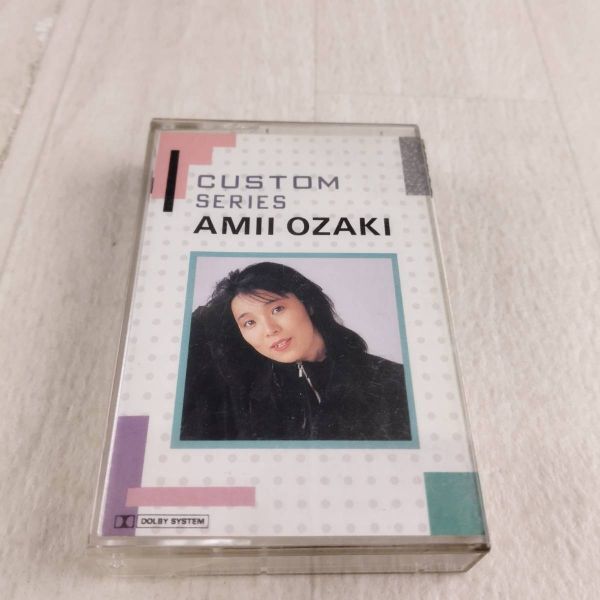 CUSTOM
SERIES
AMII OZAKI
DOLBY SYSTEM